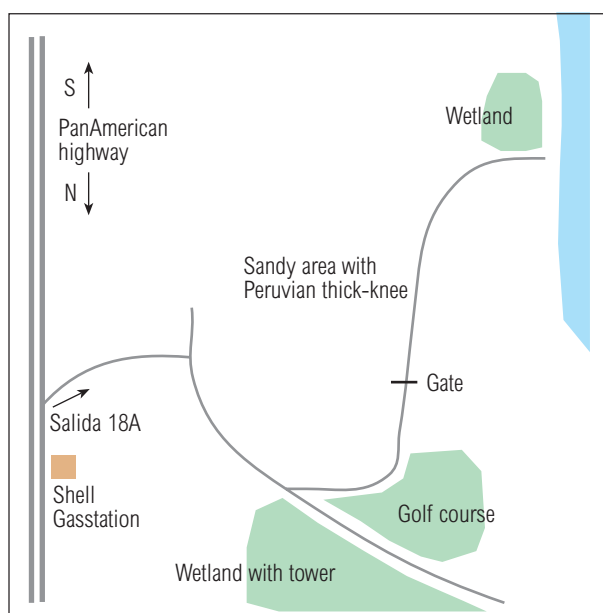 S
PanAmerican
highway
N
Wetland
Sandy area with
Peruvian thick-knee
Gate
Salida 18A
Shell
Gasstation
Golf course
Wetland with tower